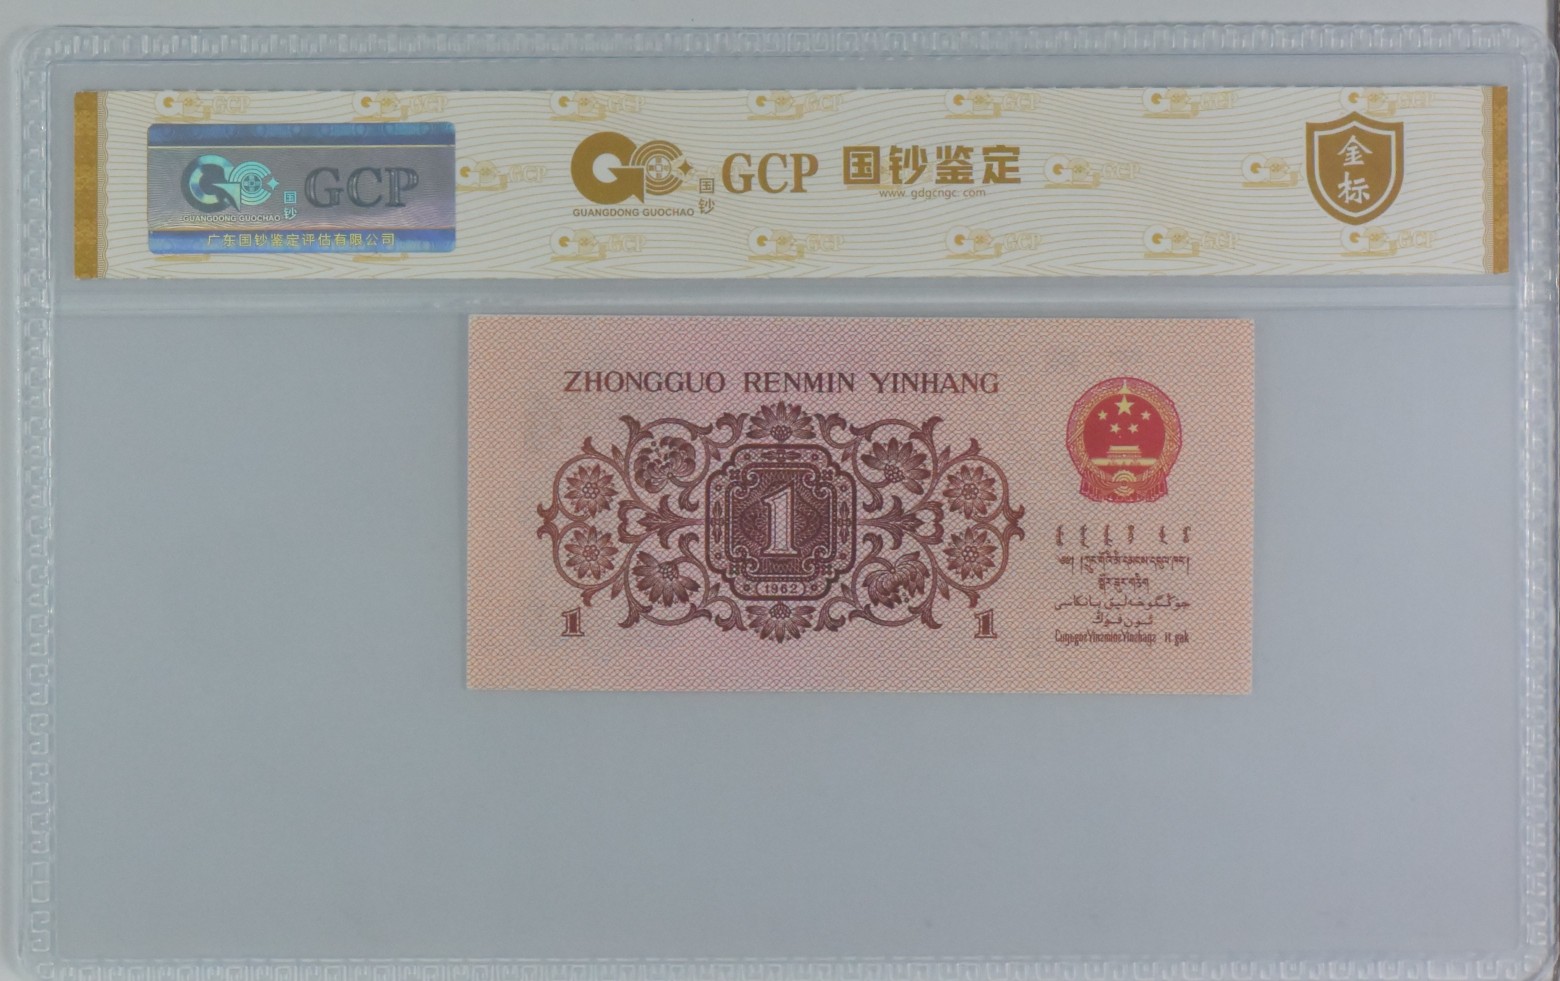 GCP
国钞
GUANGDONG GUOCHAO
广东国钞鉴定评估有限公司
国钞
GCP 国钞鉴定
www.gdgcngc.com
GUANGDONG GUOCHAO
金标
ZHONGGUO RENMIN YINHANG
1
1962
1 1